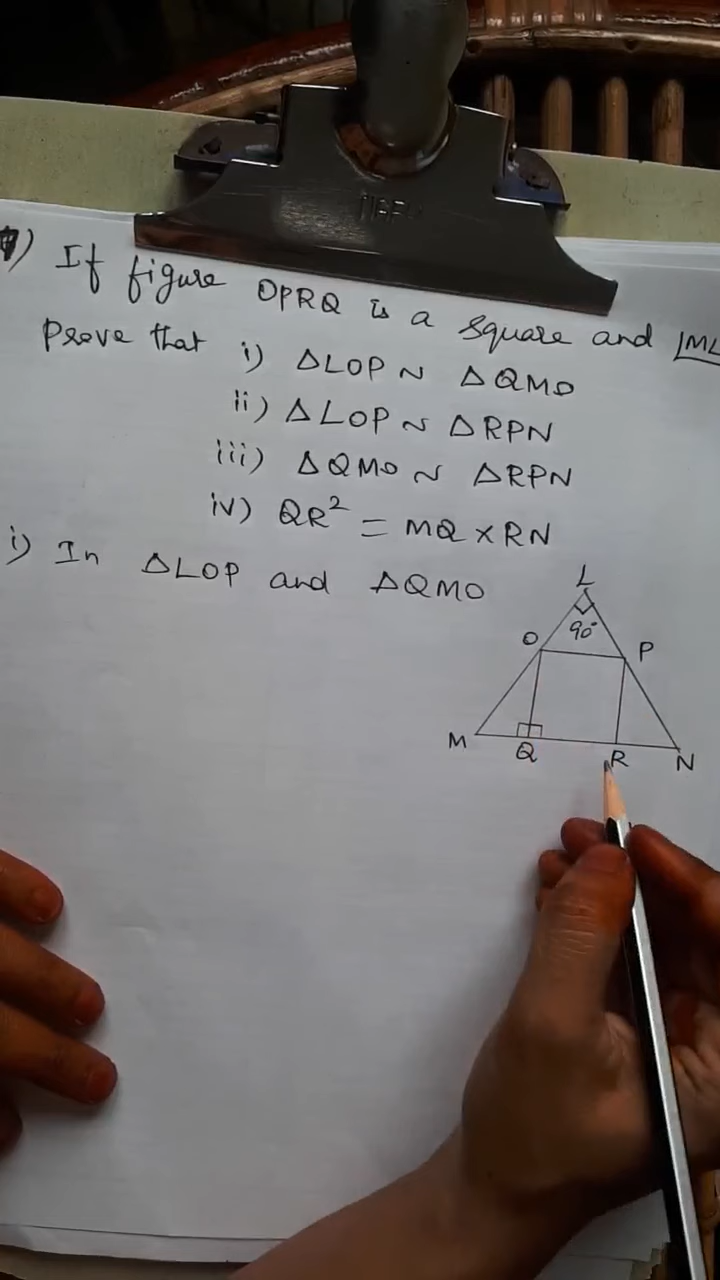 If figure OPRQ is a square and
Prove that i) ΔLOP ~ ΔQMO
ii) ΔLOP ~ ΔRPN
iii) ΔQMO ~ ΔRPN
iv) QR² = MQ × RN
i) In ΔLOP and ΔQMO
L
90°
O P
M Q R N